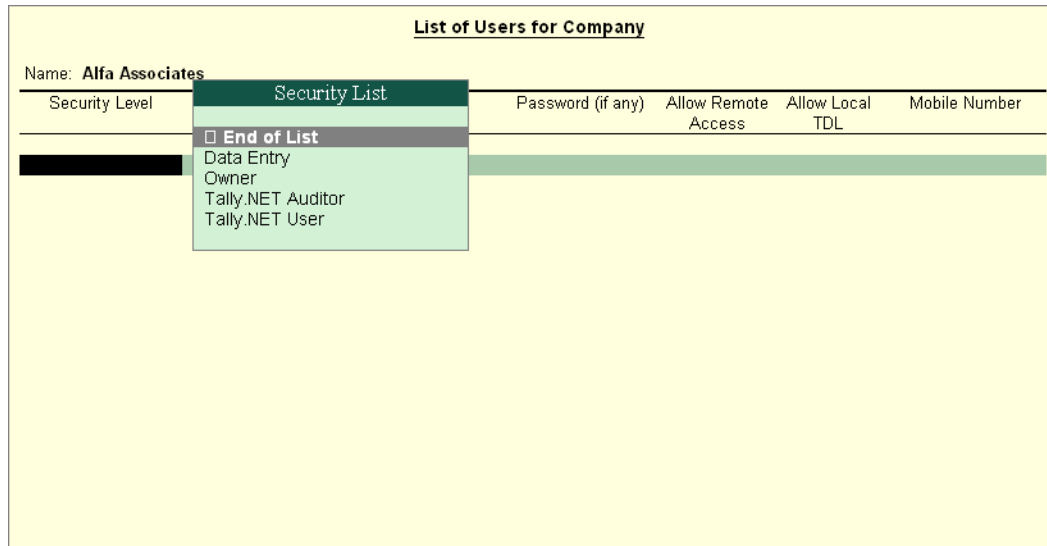 List of Users for Company
Name: Alfa Associates
Security Level
Security List
Password (if any)
Allow Remote
Access
Allow Local
TDL
Mobile Number
□ End of List
Data Entry
Owner
Tally.NET Auditor
Tally.NET User